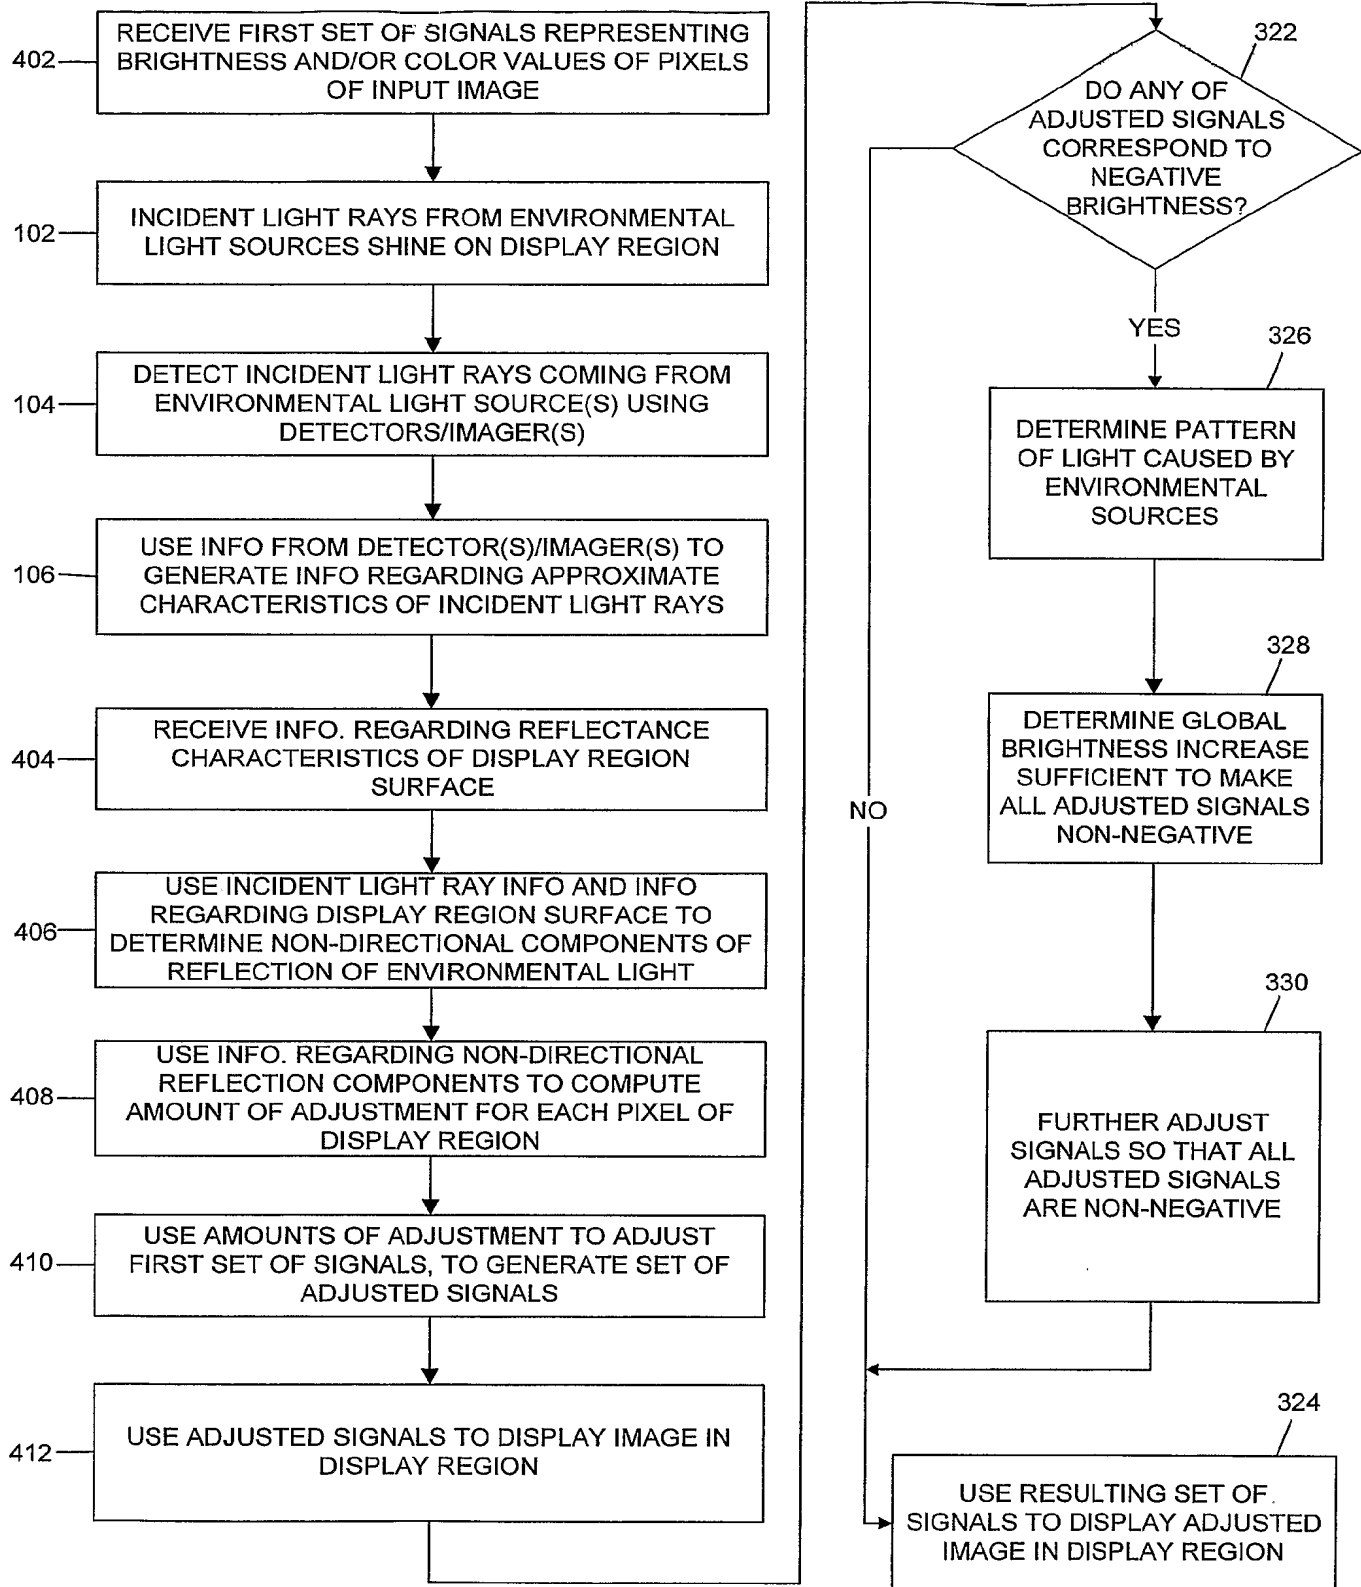 402
RECEIVE FIRST SET OF SIGNALS REPRESENTING
BRIGHTNESS AND/OR COLOR VALUES OF PIXELS
OF INPUT IMAGE
102
INCIDENT LIGHT RAYS FROM ENVIRONMENTAL
LIGHT SOURCES SHINE ON DISPLAY REGION
104
DETECT INCIDENT LIGHT RAYS COMING FROM
ENVIRONMENTAL LIGHT SOURCE(S) USING
DETECTORS/IMAGER(S)
106
USE INFO FROM DETECTOR(S)/IMAGER(S) TO
GENERATE INFO REGARDING APPROXIMATE
CHARACTERISTICS OF INCIDENT LIGHT RAYS
404
RECEIVE INFO. REGARDING REFLECTANCE
CHARACTERISTICS OF DISPLAY REGION
SURFACE
406
USE INCIDENT LIGHT RAY INFO AND INFO
REGARDING DISPLAY REGION SURFACE TO
DETERMINE NON-DIRECTIONAL COMPONENTS OF
REFLECTION OF ENVIRONMENTAL LIGHT
408
USE INFO. REGARDING NON-DIRECTIONAL
REFLECTION COMPONENTS TO COMPUTE
AMOUNT OF ADJUSTMENT FOR EACH PIXEL OF
DISPLAY REGION
410
USE AMOUNTS OF ADJUSTMENT TO ADJUST
FIRST SET OF SIGNALS, TO GENERATE SET OF
ADJUSTED SIGNALS
412
USE ADJUSTED SIGNALS TO DISPLAY IMAGE IN
DISPLAY REGION
322
DO ANY OF
ADJUSTED SIGNALS
CORRESPOND TO
NEGATIVE
BRIGHTNESS?
YES
NO
326
DETERMINE PATTERN
OF LIGHT CAUSED BY
ENVIRONMENTAL
SOURCES
328
DETERMINE GLOBAL
BRIGHTNESS INCREASE
SUFFICIENT TO MAKE
ALL ADJUSTED SIGNALS
NON-NEGATIVE
330
FURTHER ADJUST
SIGNALS SO THAT ALL
ADJUSTED SIGNALS
ARE NON-NEGATIVE
324
USE RESULTING SET OF.
SIGNALS TO DISPLAY ADJUSTED
IMAGE IN DISPLAY REGION